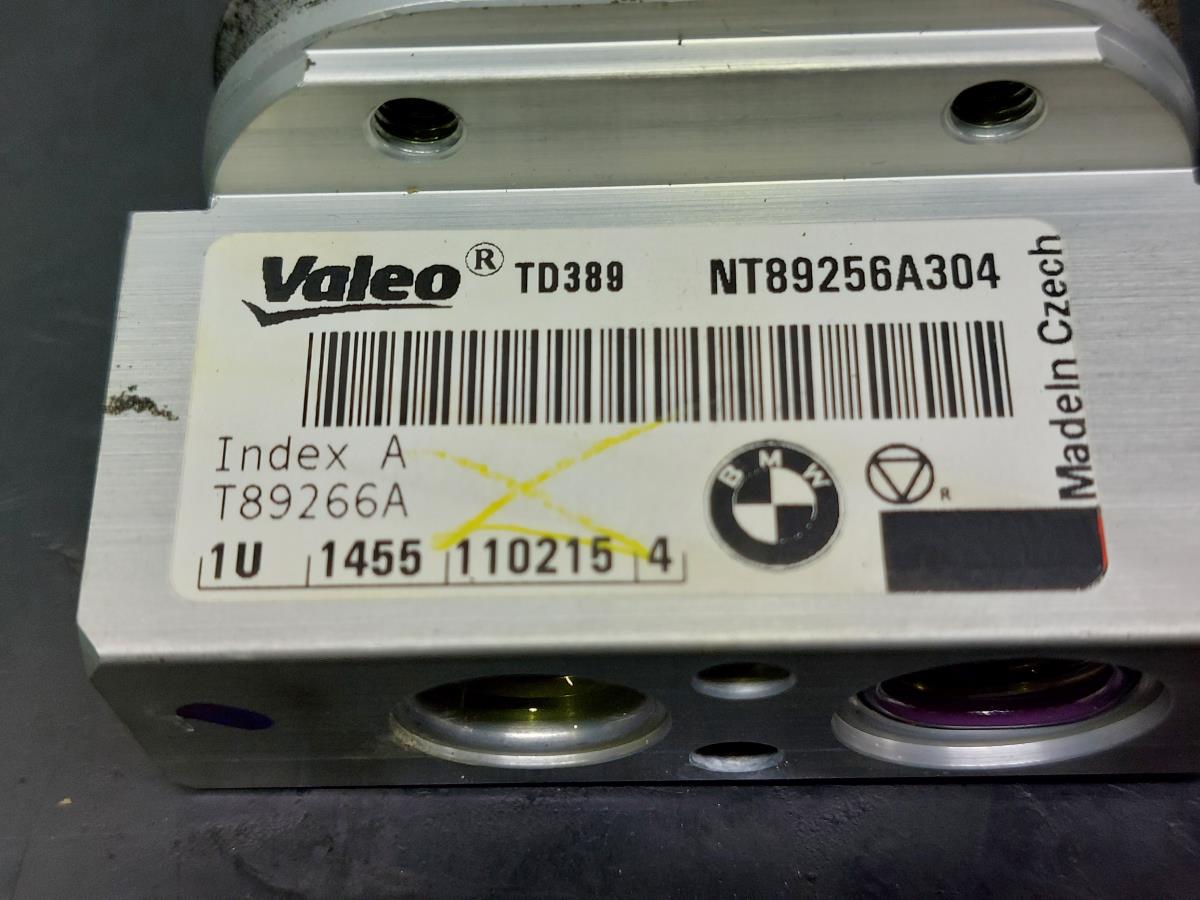 Valeo® TD389 NT89256A304
MadeIn Czech
Index A
T89266A
BMW
R
1U 1455 110215 4